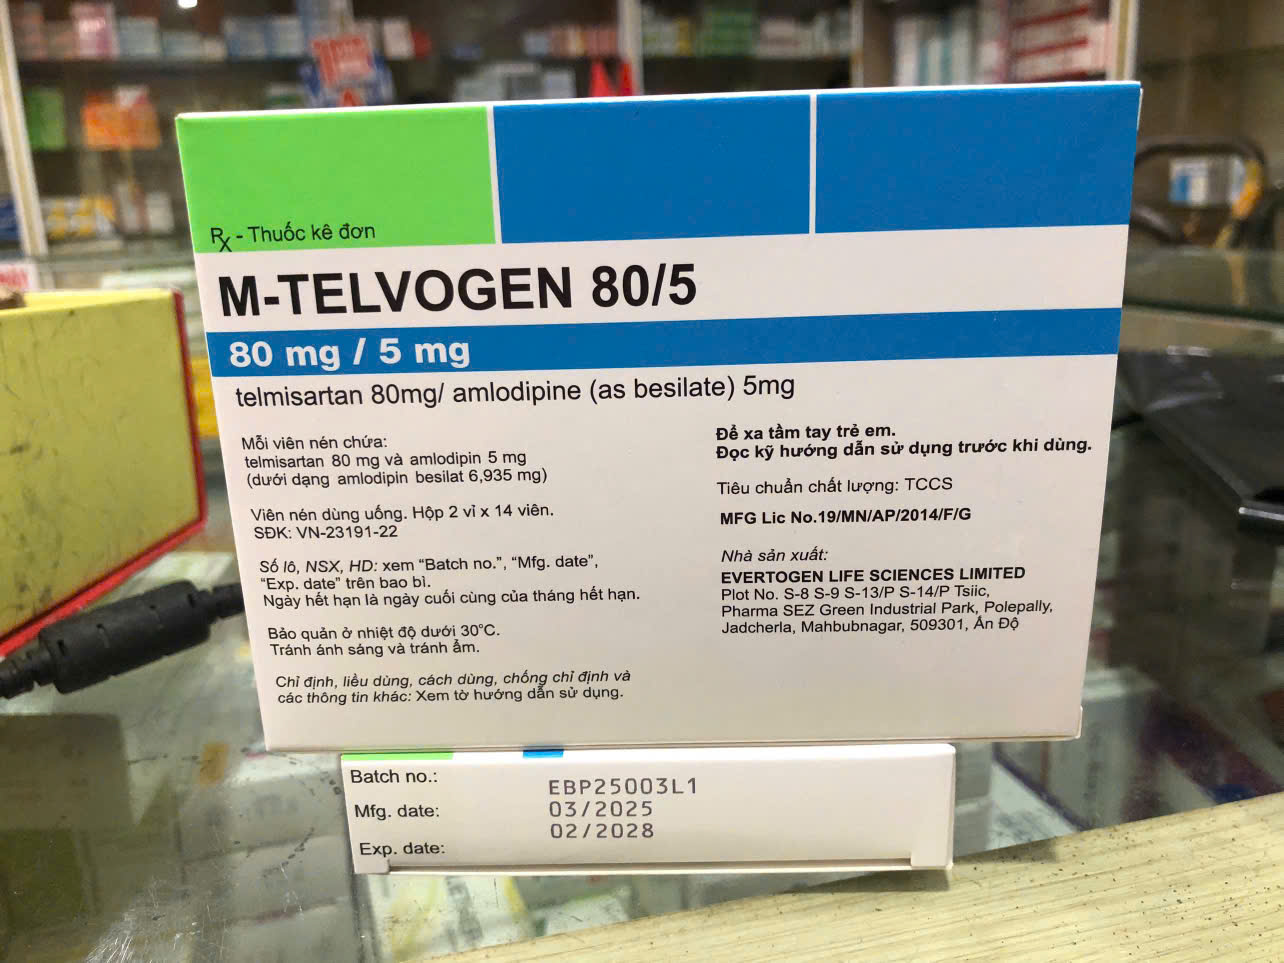 Rx - Thuốc kê đơn
M-TELVOGEN 80/5
80 mg / 5 mg
telmisartan 80mg/ amlodipine (as besilate) 5mg
Mỗi viên nén chứa:
telmisartan 80 mg và amlodipin 5 mg
(dưới dạng amlodipin besilat 6,935 mg)
Viên nén dùng uống. Hộp 2 vỉ x 14 viên.
SĐK: VN-23191-22
Số lô, NSX, HD: xem “Batch no.”, “Mfg. date”,
“Exp. date” trên bao bì.
Ngày hết hạn là ngày cuối cùng của tháng hết hạn.
Bảo quản ở nhiệt độ dưới 30°C.
Tránh ánh sáng và tránh ẩm.
Chỉ định, liều dùng, cách dùng, chống chỉ định và
các thông tin khác: Xem tờ hướng dẫn sử dụng.
Để xa tầm tay trẻ em.
Đọc kỹ hướng dẫn sử dụng trước khi dùng.
Tiêu chuẩn chất lượng: TCCS
MFG Lic No.19/MN/AP/2014/F/G
Nhà sản xuất:
EVERTOGEN LIFE SCIENCES LIMITED
Plot No. S-8 S-9 S-13/P S-14/P Tsiic,
Pharma SEZ Green Industrial Park, Polepally,
Jadcherla, Mahbubnagar, 509301, Ấn Độ
Batch no.: EBP25003L1
Mfg. date: 03/2025
Exp. date: 02/2028